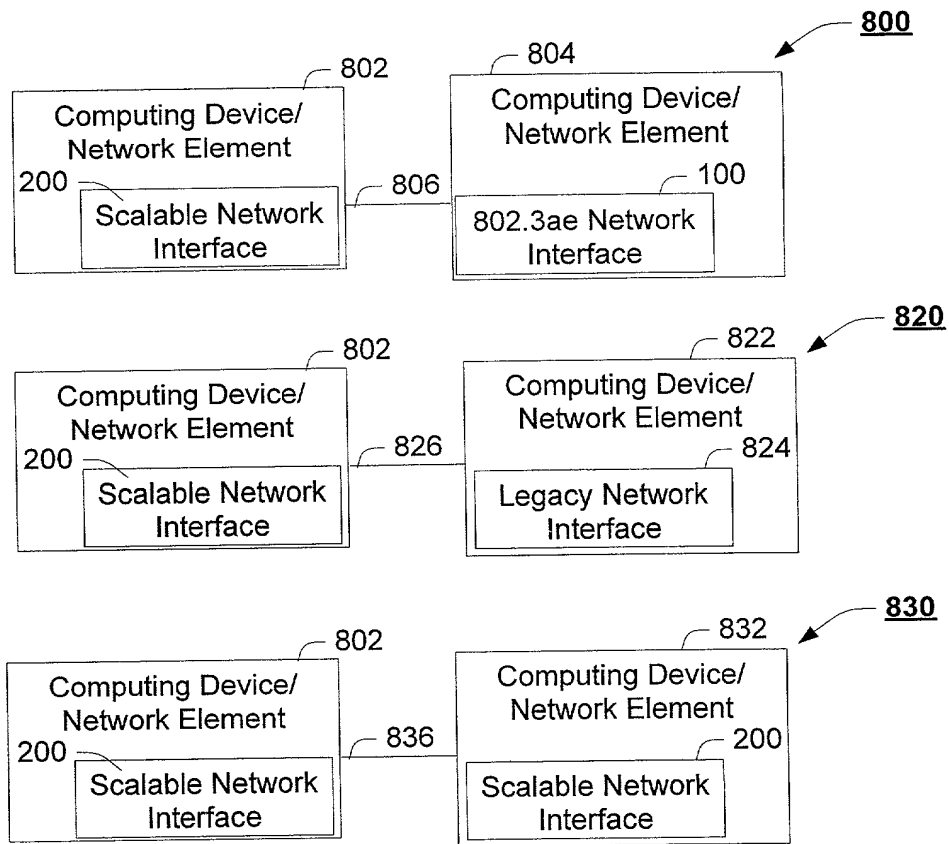 800
802
804
Computing Device/
Network Element
Computing Device/
Network Element
200
806
100
Scalable Network
Interface
802.3ae Network
Interface
820
802
822
Computing Device/
Network Element
Computing Device/
Network Element
200
826
824
Scalable Network
Interface
Legacy Network
Interface
830
802
832
Computing Device/
Network Element
Computing Device/
Network Element
200
836
200
Scalable Network
Interface
Scalable Network
Interface